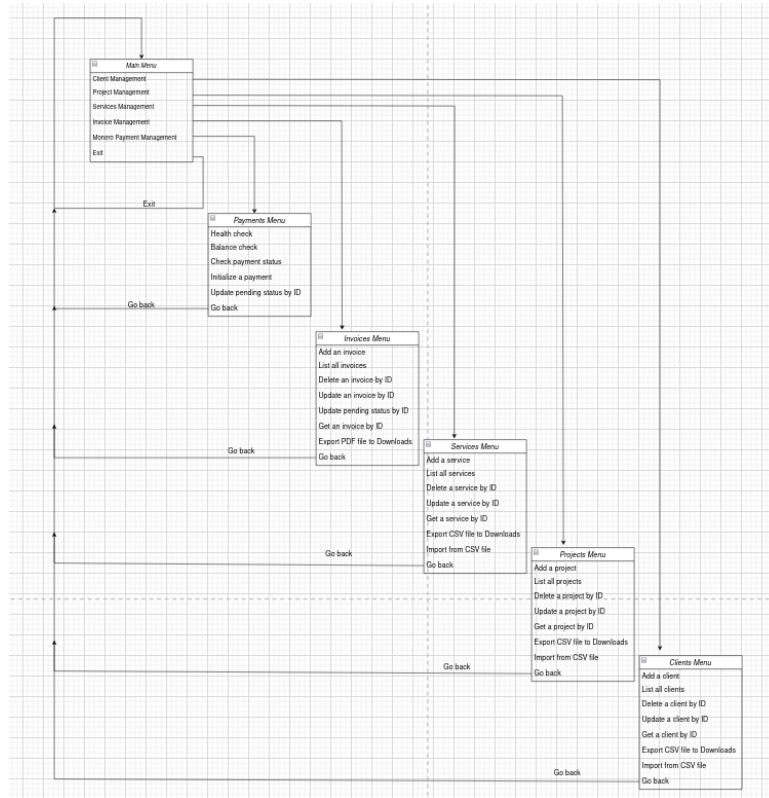 Main Menu
Client Management
Project Management
Services Management
Invoice Management
Monero Payment Management
Exit
Exit
Payments Menu
Health check
Balance check
Check payment status
Initialize a payment
Update pending status by ID
Go back
Go back
Invoices Menu
Add an invoice
List all invoices
Delete an invoice by ID
Update an invoice by ID
Update pending status by ID
Get an invoice by ID
Export PDF file to Downloads
Go back
Go back
Services Menu
Add a service
List all services
Delete a service by ID
Update a service by ID
Get a service by ID
Export CSV file to Downloads
Import from CSV file
Go back
Go back
Projects Menu
Add a project
List all projects
Delete a project by ID
Update a project by ID
Get a project by ID
Export CSV file to Downloads
Import from CSV file
Go back
Go back
Clients Menu
Add a client
List all clients
Delete a client by ID
Update a client by ID
Get a client by ID
Export CSV file to Downloads
Import from CSV file
Go back
Go back